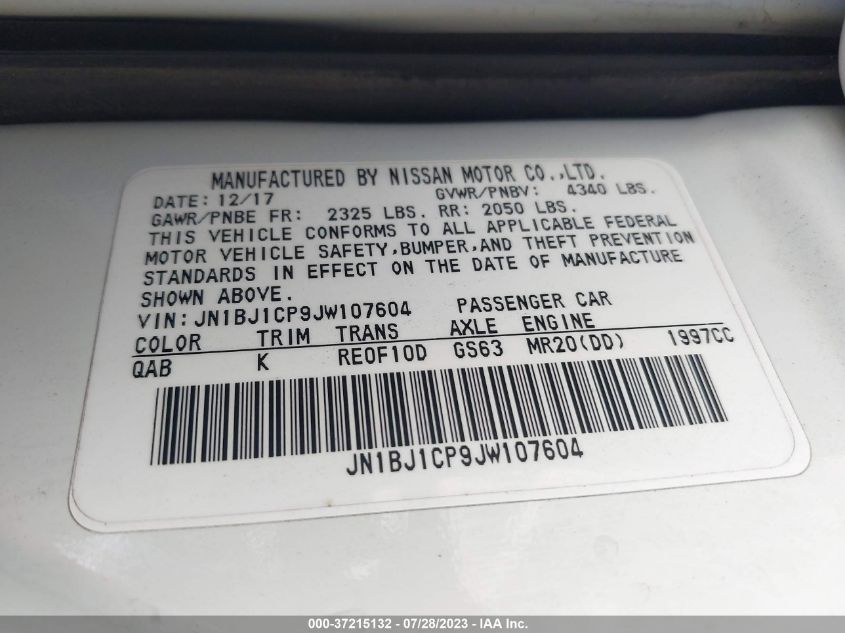 MANUFACTURED BY NISSAN MOTOR CO.,LTD.
DATE: 12/17 GVWR/PNBV: 4340 LBS.
GAWR/PNBE FR: 2325 LBS. RR: 2050 LBS.
THIS VEHICLE CONFORMS TO ALL APPLICABLE FEDERAL
MOTOR VEHICLE SAFETY,BUMPER,AND THEFT PREVENTION
STANDARDS IN EFFECT ON THE DATE OF MANUFACTURE
SHOWN ABOVE.
VIN:JN1BJ1CP9JW107604 PASSENGER CAR
COLOR TRIM TRANS AXLE ENGINE
QAB K RE0F10D GS63 MR20(DD) 1997CC
JN1BJ1CP9JW107604
000-37215132 - 07/28/2023 - IAA Inc.